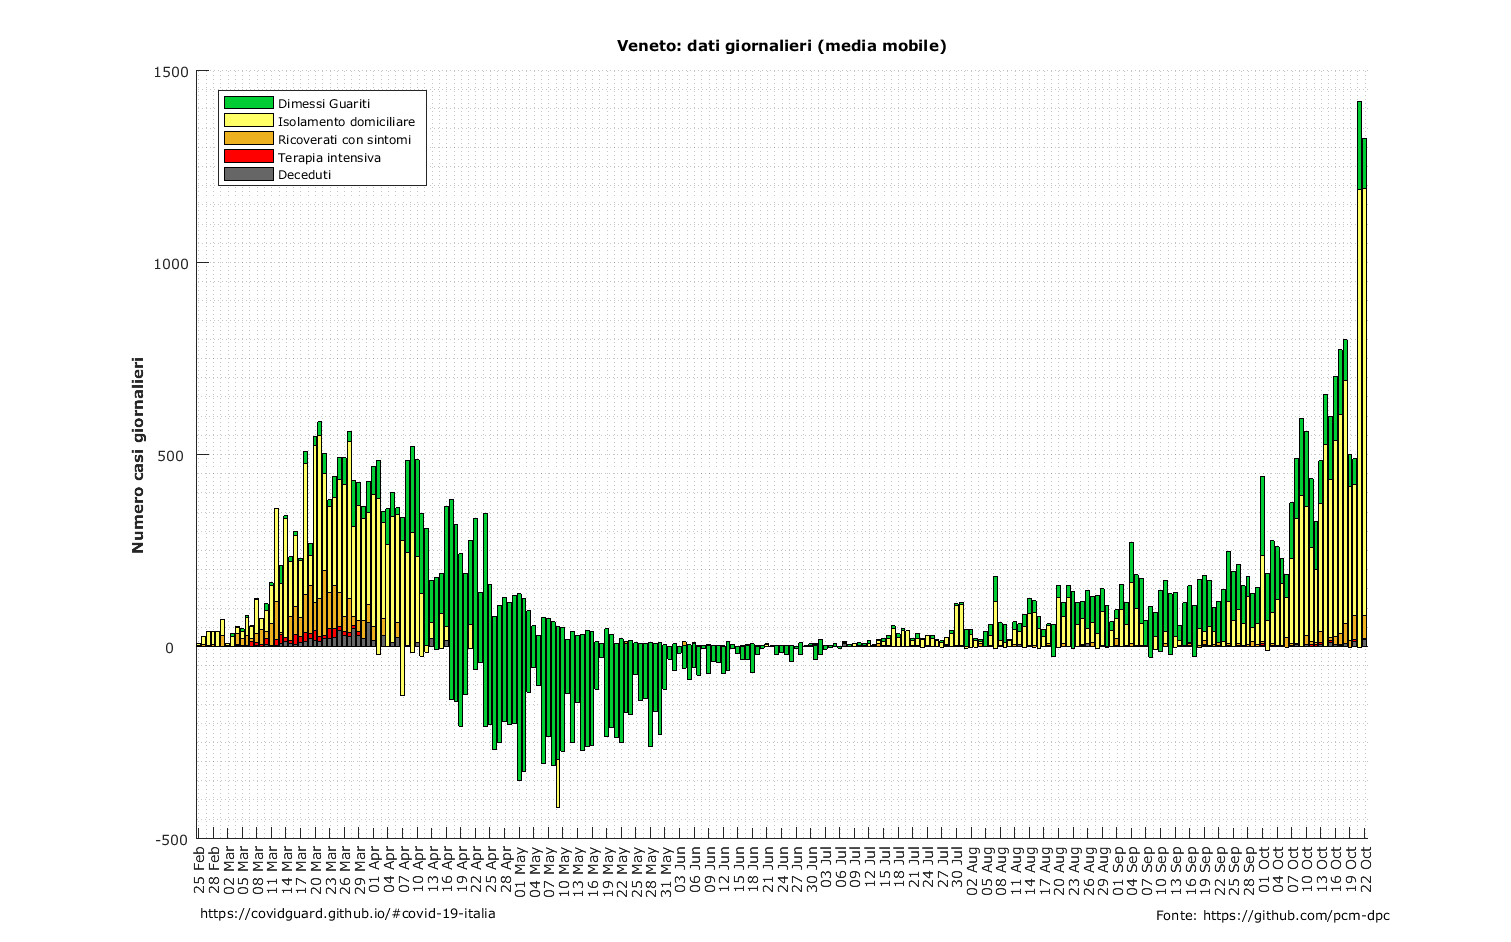 Veneto: dati giornalieri (media mobile)
1500
1000
500
0
-500
Numero casi giornalieri
Dimessi Guariti
Isolamento domiciliare
Ricoverati con sintomi
Terapia intensiva
Deceduti
25 Feb
28 Feb
02 Mar
05 Mar
08 Mar
11 Mar
14 Mar
17 Mar
20 Mar
23 Mar
26 Mar
29 Mar
01 Apr
04 Apr
07 Apr
10 Apr
13 Apr
16 Apr
19 Apr
22 Apr
25 Apr
28 Apr
01 May
04 May
07 May
10 May
13 May
16 May
19 May
22 May
25 May
28 May
31 May
03 Jun
06 Jun
09 Jun
12 Jun
15 Jun
18 Jun
21 Jun
24 Jun
27 Jun
30 Jun
03 Jul
06 Jul
09 Jul
12 Jul
15 Jul
18 Jul
21 Jul
24 Jul
27 Jul
30 Jul
02 Aug
05 Aug
08 Aug
11 Aug
14 Aug
17 Aug
20 Aug
23 Aug
26 Aug
29 Aug
01 Sep
04 Sep
07 Sep
10 Sep
13 Sep
16 Sep
19 Sep
22 Sep
25 Sep
28 Sep
01 Oct
04 Oct
07 Oct
10 Oct
13 Oct
16 Oct
19 Oct
22 Oct
https://covidguard.github.io/#covid-19-italia
Fonte: https://github.com/pcm-dpc